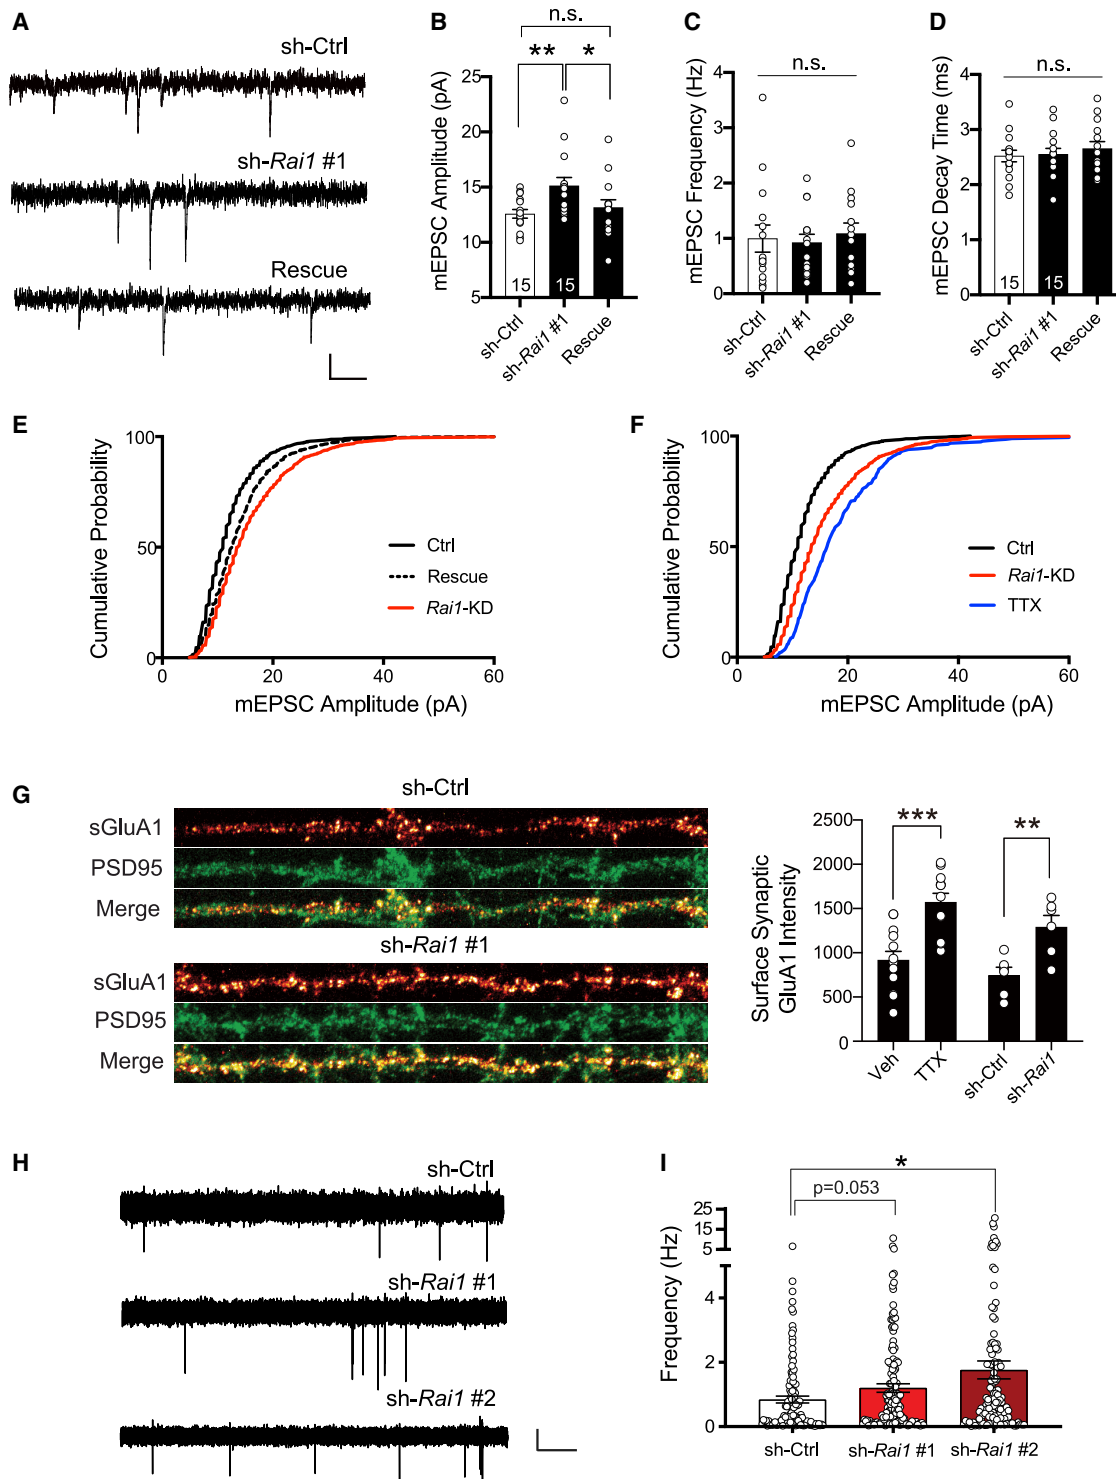 A
sh-Ctrl
sh-Rai1 #1
Rescue
B
n.s.
** *
mEPSC Amplitude (pA)
25
20
15
10
5
15 15
sh-Ctrl
sh-Rai1 #1
Rescue
C
n.s.
mEPSC Frequency (Hz)
4
3
2
1
0
sh-Ctrl
sh-Rai1 #1
Rescue
D
n.s.
mEPSC Decay Time (ms)
4
3
2
1
0
15 15
sh-Ctrl
sh-Rai1 #1
Rescue
E
Cumulative Probability
100
50
0
Ctrl
Rescue
Rai1-KD
0 20 40 60
mEPSC Amplitude (pA)
F
Cumulative Probability
100
50
0
Ctrl
Rai1-KD
TTX
0 20 40 60
mEPSC Amplitude (pA)
G
sh-Ctrl
sGluA1
PSD95
Merge
sh-Rai1 #1
sGluA1
PSD95
Merge
Surface Synaptic
GluA1 Intensity
2500
2000
1500
1000
500
0
*** **
Veh
TTX
sh-Ctrl
sh-Rai1
H
sh-Ctrl
sh-Rai1 #1
sh-Rai1 #2
I
*
p=0.053
Frequency (Hz)
25
15
5
4
2
0
sh-Ctrl
sh-Rai1 #1
sh-Rai1 #2